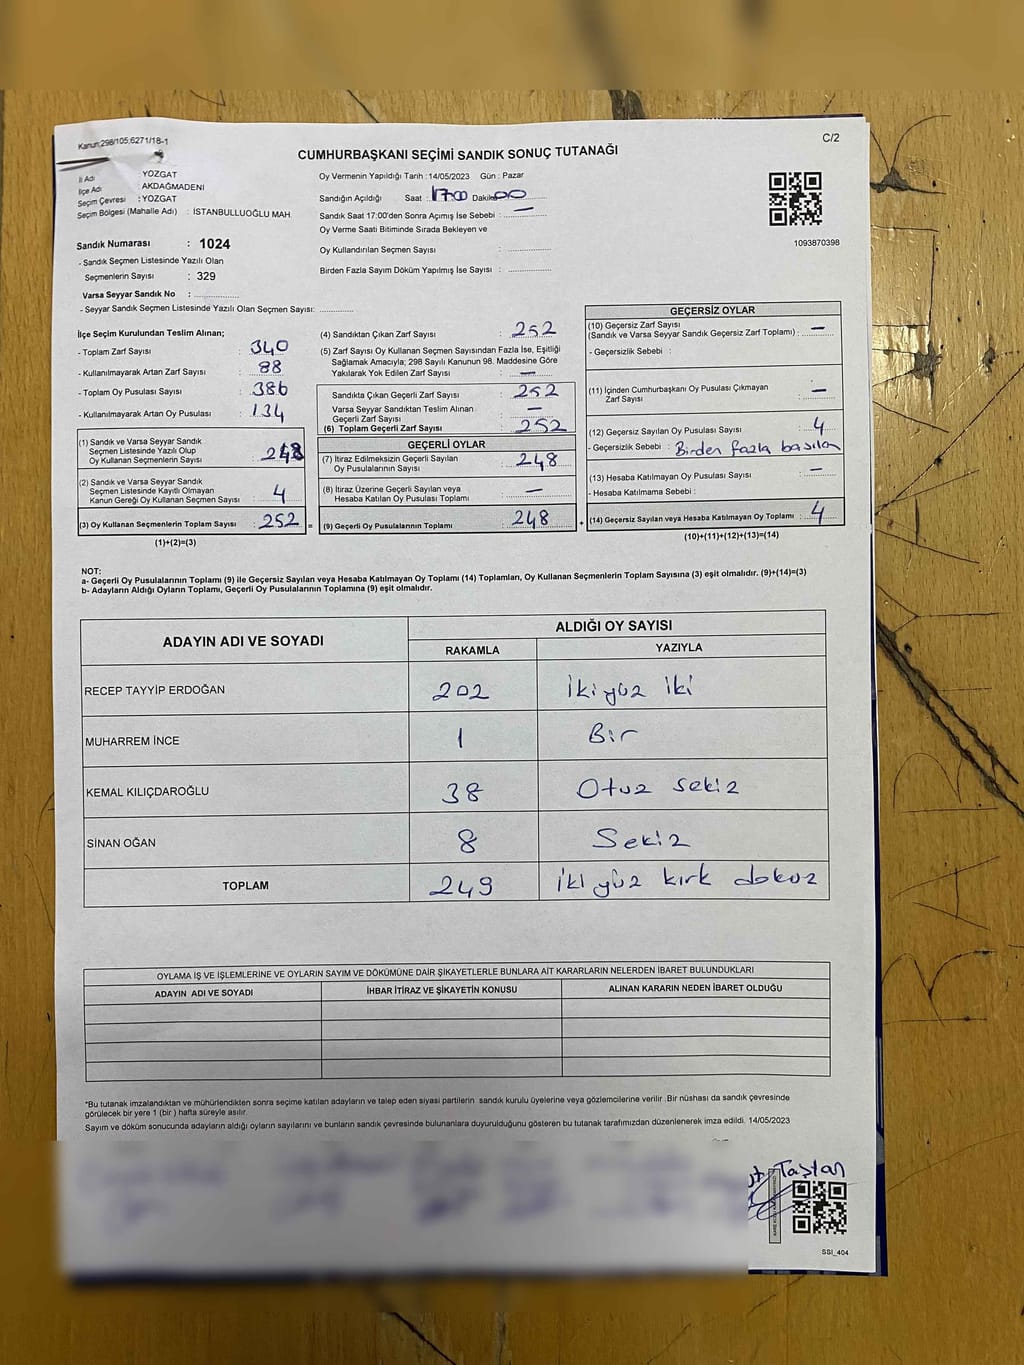 Kanun;298/105;6271/18-1
C/2
CUMHURBAŞKANI SEÇİMİ SANDIK SONUÇ TUTANAĞI
İl Adı : YOZGAT
İlçe Adı : AKDAĞMADENİ
Seçim Çevresi : YOZGAT
Seçim Bölgesi (Mahalle Adı) : İSTANBULLUOĞLU MAH.
Sandık Numarası : 1024
- Sandık Seçmen Listesinde Yazılı Olan
Seçmenlerin Sayısı : 329
Varsa Seyyar Sandık No :
- Seyyar Sandık Seçmen Listesinde Yazılı Olan Seçmen Sayısı:
Oy Vermenin Yapıldığı Tarih :14/05/2023 Gün : Pazar
Sandığın Açıldığı Saat : 17:00 Dakika 00
Sandık Saat 17:00'den Sonra Açımış İse Sebebi : —
Oy Verme Saati Bitiminde Sırada Bekleyen ve
Oy Kullandırılan Seçmen Sayısı :
Birden Fazla Sayım Döküm Yapılmış İse Sayısı :
1093870398
İlçe Seçim Kurulundan Teslim Alınan;
- Toplam Zarf Sayısı : 340
- Kullanılmayarak Artan Zarf Sayısı : 88
- Toplam Oy Pusulası Sayısı : 386
- Kullanılmayarak Artan Oy Pusulası : 134
(1) Sandık ve Varsa Seyyar Sandık
Seçmen Listesinde Yazılı Olup
Oy Kullanan Seçmenlerin Sayısı : 248
(2) Sandık ve Varsa Seyyar Sandık
Seçmen Listesinde Kayıtlı Olmayan
Kanun Gereği Oy Kullanan Seçmen Sayısı : 4
(3) Oy Kullanan Seçmenlerin Toplam Sayısı : 252 =
(1)+(2)=(3)
(4) Sandıktan Çıkan Zarf Sayısı : 252
(5) Zarf Sayısı Oy Kullanan Seçmen Sayısından Fazla İse, Eşitliği
Sağlamak Amacıyla; 298 Sayılı Kanunun 98. Maddesine Göre
Yakılarak Yok Edilen Zarf Sayısı : —
Sandıkta Çıkan Geçerli Zarf Sayısı : 252
Varsa Seyyar Sandıktan Teslim Alınan
Geçerli Zarf Sayısı : —
(6) Toplam Geçerli Zarf Sayısı : 252
GEÇERLİ OYLAR
(7) İtiraz Edilmeksizin Geçerli Sayılan
Oy Pusulalarının Sayısı : 248
(8) İtiraz Üzerine Geçerli Sayılan veya
Hesaba Katılan Oy Pusulası Toplamı : —
(9) Geçerli Oy Pusulalarının Toplamı : 248 +
GEÇERSİZ OYLAR
(10) Geçersiz Zarf Sayısı
(Sandık ve Varsa Seyyar Sandık Geçersiz Zarf Toplamı) : —
- Geçersizlik Sebebi :
(11) İçinden Cumhurbaşkanı Oy Pusulası Çıkmayan
Zarf Sayısı : —
(12) Geçersiz Sayılan Oy Pusulası Sayısı : 4
- Geçersizlik Sebebi : Birden fazla basılan
(13) Hesaba Katılmayan Oy Pusulası Sayısı : —
- Hesaba Katılmama Sebebi :
(14) Geçersiz Sayılan veya Hesaba Katılmayan Oy Toplamı : 4
(10)+(11)+(12)+(13)=(14)
NOT:
a- Geçerli Oy Pusulalarının Toplamı (9) ile Geçersiz Sayılan veya Hesaba Katılmayan Oy Toplamı (14) Toplamları, Oy Kullanan Seçmenlerin Toplam Sayısına (3) eşit olmalıdır. (9)+(14)=(3)
b- Adayların Aldığı Oyların Toplamı, Geçerli Oy Pusulalarının Toplamına (9) eşit olmalıdır.
ADAYIN ADI VE SOYADI ALDIĞI OY SAYISI
RAKAMLA YAZIYLA
RECEP TAYYİP ERDOĞAN 202 İki yüz iki
MUHARREM İNCE 1 Bir
KEMAL KILIÇDAROĞLU 38 Otuz sekiz
SİNAN OĞAN 8 Sekiz
TOPLAM 249 İki yüz kırk dokuz
OYLAMA İŞ VE İŞLEMLERİNE VE OYLARIN SAYIM VE DÖKÜMÜNE DAİR ŞİKAYETLERLE BUNLARA AİT KARARLARIN NELERDEN İBARET BULUNDUKLARI
ADAYIN ADI VE SOYADI İHBAR İTİRAZ VE ŞİKAYETİN KONUSU ALINAN KARARIN NEDEN İBARET OLDUĞU
*Bu tutanak imzalandıktan ve mühürlendikten sonra seçime katılan adayların ve talep eden siyasi partilerin sandık kurulu üyelerine veya gözlemcilerine verilir .Bir nüshası da sandık çevresinde
görülecek bir yere 1 (bir ) hafta süreyle asılır.
Sayım ve döküm sonucunda adayların aldığı oyların sayılarını ve bunların sandık çevresinde bulunanlara duyurulduğunu gösteren bu tutanak tarafımızdan düzenlenerek imza edildi. 14/05/2023
Taştan
SSİ_404